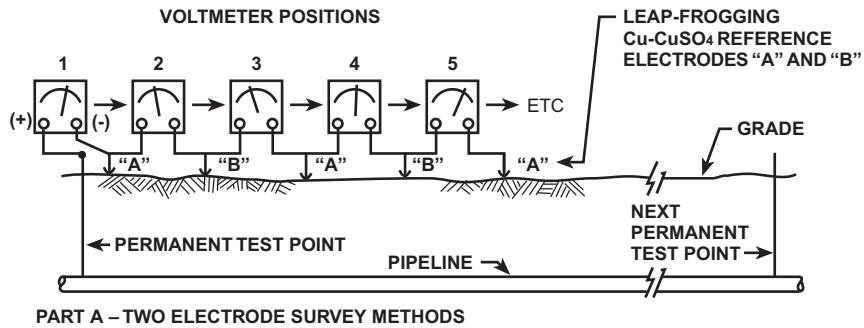 VOLTMETER POSITIONS
LEAP-FROGGING
Cu-CuSO4 REFERENCE
ELECTRODES “A” AND “B”
1 2 3 4 5
(+) (-) ETC
GRADE
“A” “B” “A” “B” “A”
PERMANENT TEST POINT
NEXT
PERMANENT
TEST POINT
PIPELINE
PART A – TWO ELECTRODE SURVEY METHODS